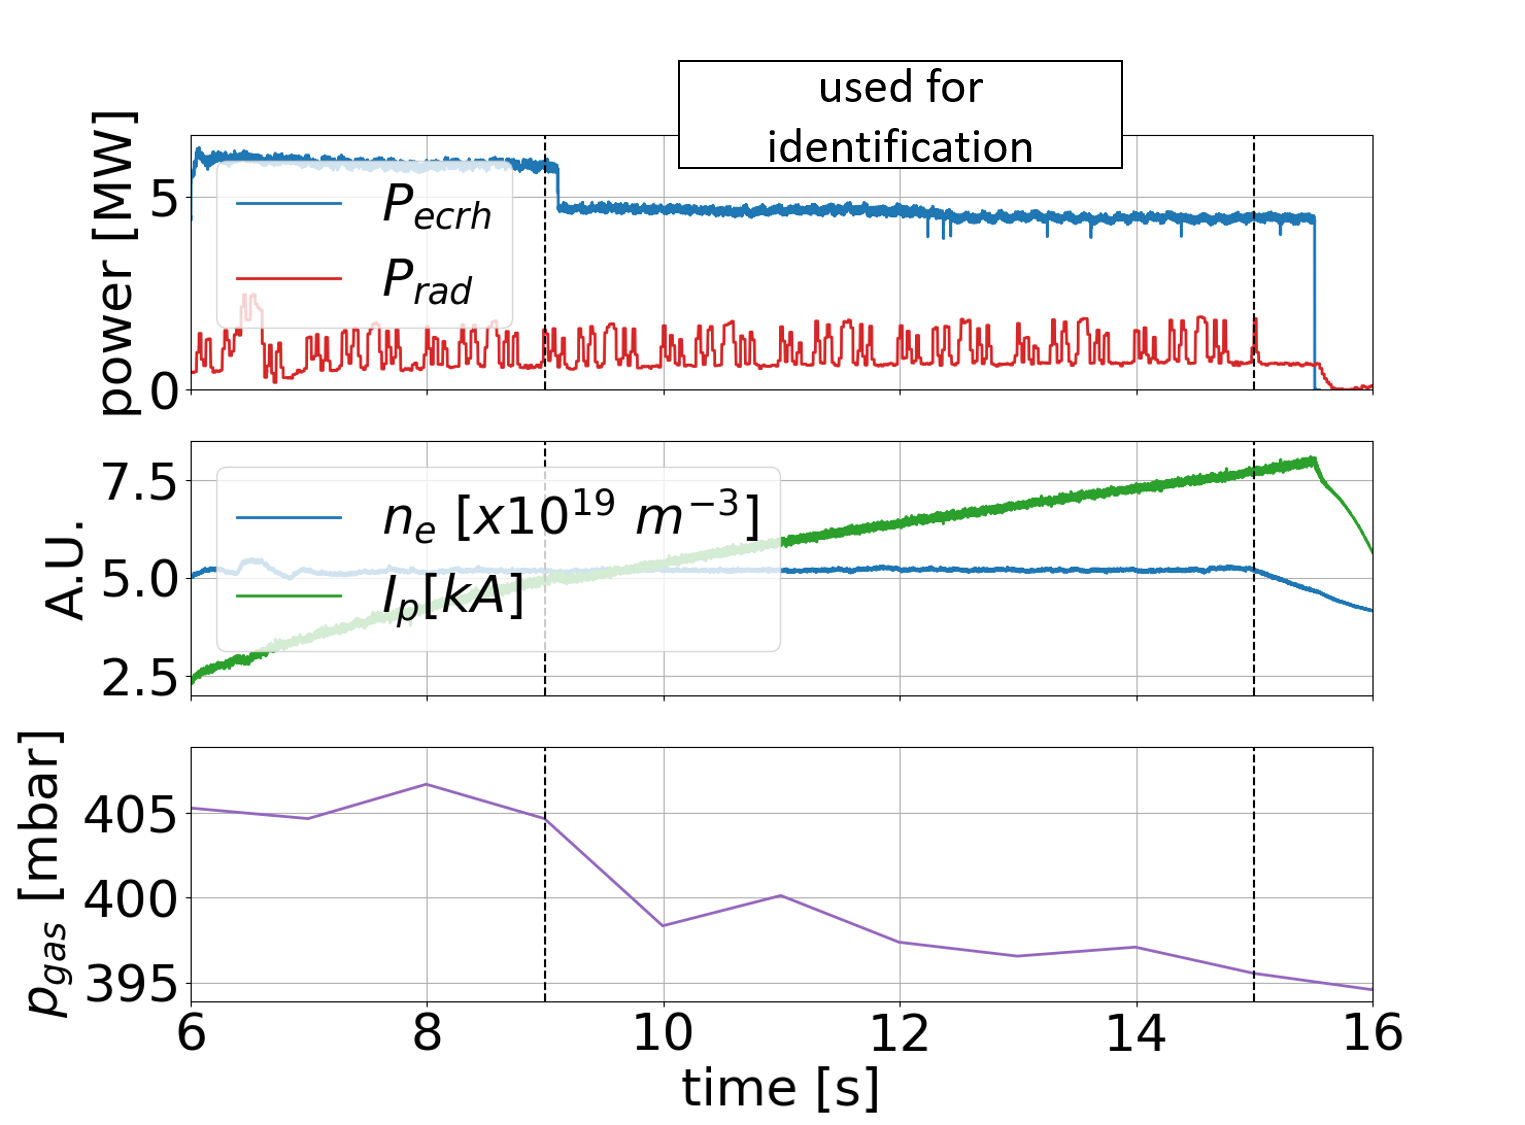 used for
identification
power [MW]
5
0
P_ecrh
P_rad
A.U.
7.5
5.0
2.5
n_e [x10^19 m^−3]
I_p[kA]
p_gas [mbar]
405
400
395
6 8 10 12 14 16
time [s]